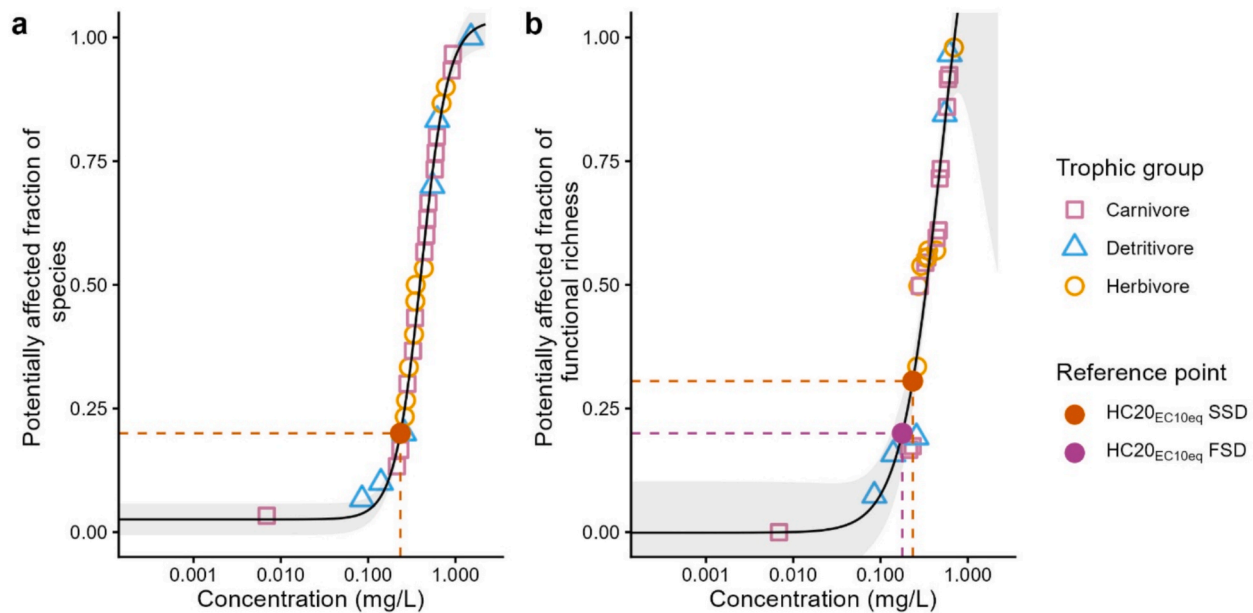 a
Potentially affected fraction of
species
1.00
0.75
0.50
0.25
0.00
0.001 0.010 0.100 1.000
Concentration (mg/L)
b
Potentially affected fraction of
functional richness
1.00
0.75
0.50
0.25
0.00
0.001 0.010 0.100 1.000
Concentration (mg/L)
Trophic group
Carnivore
Detritivore
Herbivore
Reference point
HC20EC10eq SSD
HC20EC10eq FSD